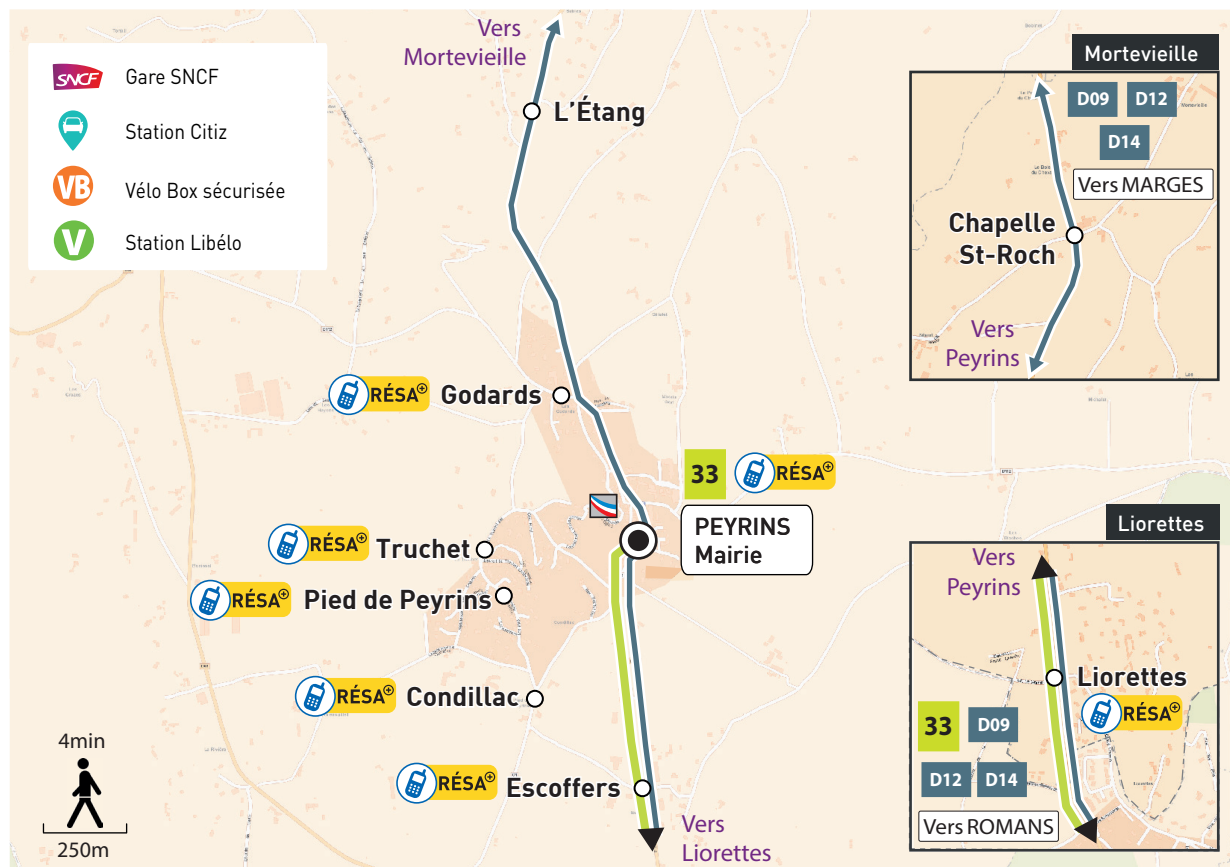 SNCF
Gare SNCF
Station Citiz
VB
Vélo Box sécurisée
V
Station Libélo
Vers
Mortevieille
L'Étang
RÉSA⊕ Godards
33 RÉSA⊕
PEYRINS
Mairie
RÉSA⊕ Truchet
RÉSA⊕ Pied de Peyrins
RÉSA⊕ Condillac
RÉSA⊕ Escoffers
Vers
Liorettes
4min
250m
Mortevieille
D09 D12
D14
Vers MARGES
Chapelle
St-Roch
Vers
Peyrins
Liorettes
Vers
Peyrins
Liorettes
RÉSA⊕
33 D09
D12 D14
Vers ROMANS